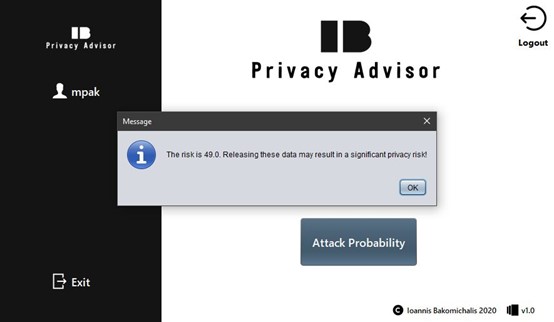 IB
Privacy Advisor
mpak
Exit
IB
Privacy Advisor
Logout
Message
The risk is 49.0. Releasing these data may result in a significant privacy risk!
OK
Attack Probability
C Ioannis Bakomichalis 2020 IB v1.0